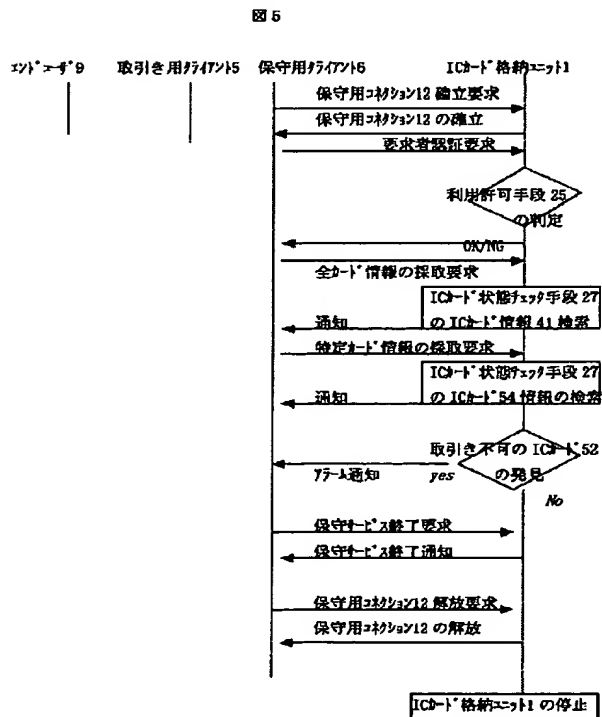 図5
エンドユーザ9 取引き用クライアント5 保守用クライアント6 ICカード格納ユニット1
保守用コネクション12 確立要求
保守用コネクション12 の確立
要求者認証要求
利用許可手段25
の判定
OK/NG
全カード情報の採取要求
ICカード状態チェック手段27
の ICカード情報 41 検索
通知
特定カード情報の採取要求
ICカード状態チェック手段27
の ICカード54 情報の検索
通知
取引き不可の ICカード52
の発見
アラーム通知 yes
No
保守サービス終了要求
保守サービス終了通知
保守用コネクション12 解放要求
保守用コネクション12 の解放
ICカード格納ユニット1 の停止